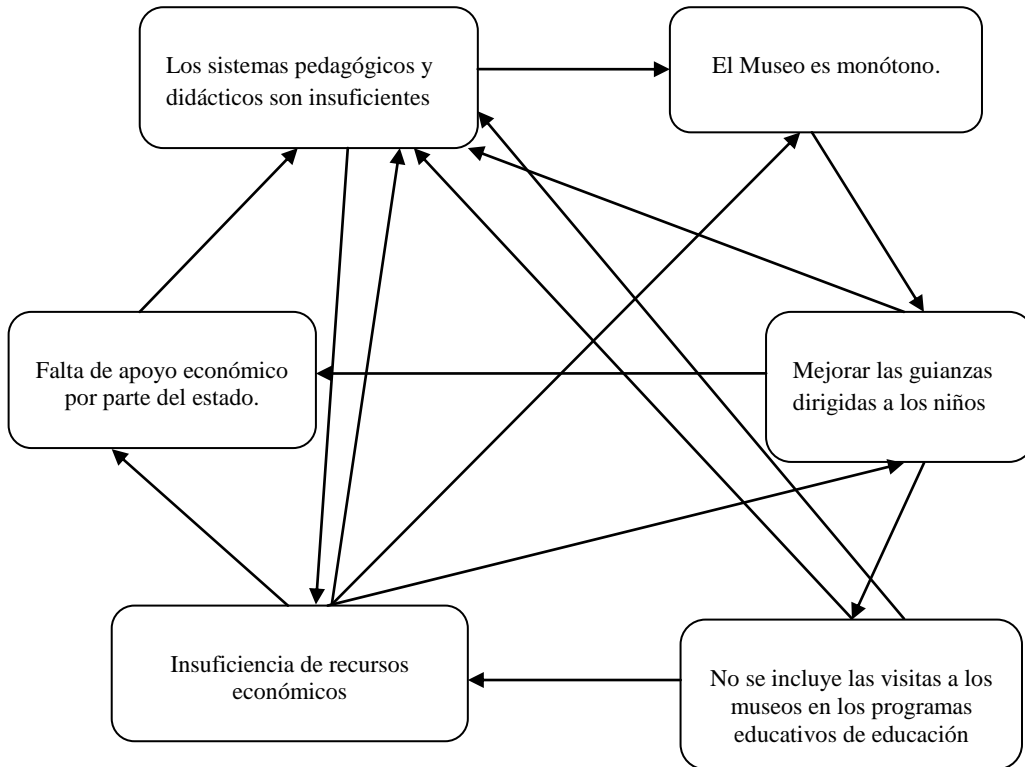 Los sistemas pedagógicos y
didácticos son insuficientes
El Museo es monótono.
Falta de apoyo económico
por parte del estado.
Mejorar las guianzas
dirigidas a los niños
Insuficiencia de recursos
económicos
No se incluye las visitas a los
museos en los programas
educativos de educación